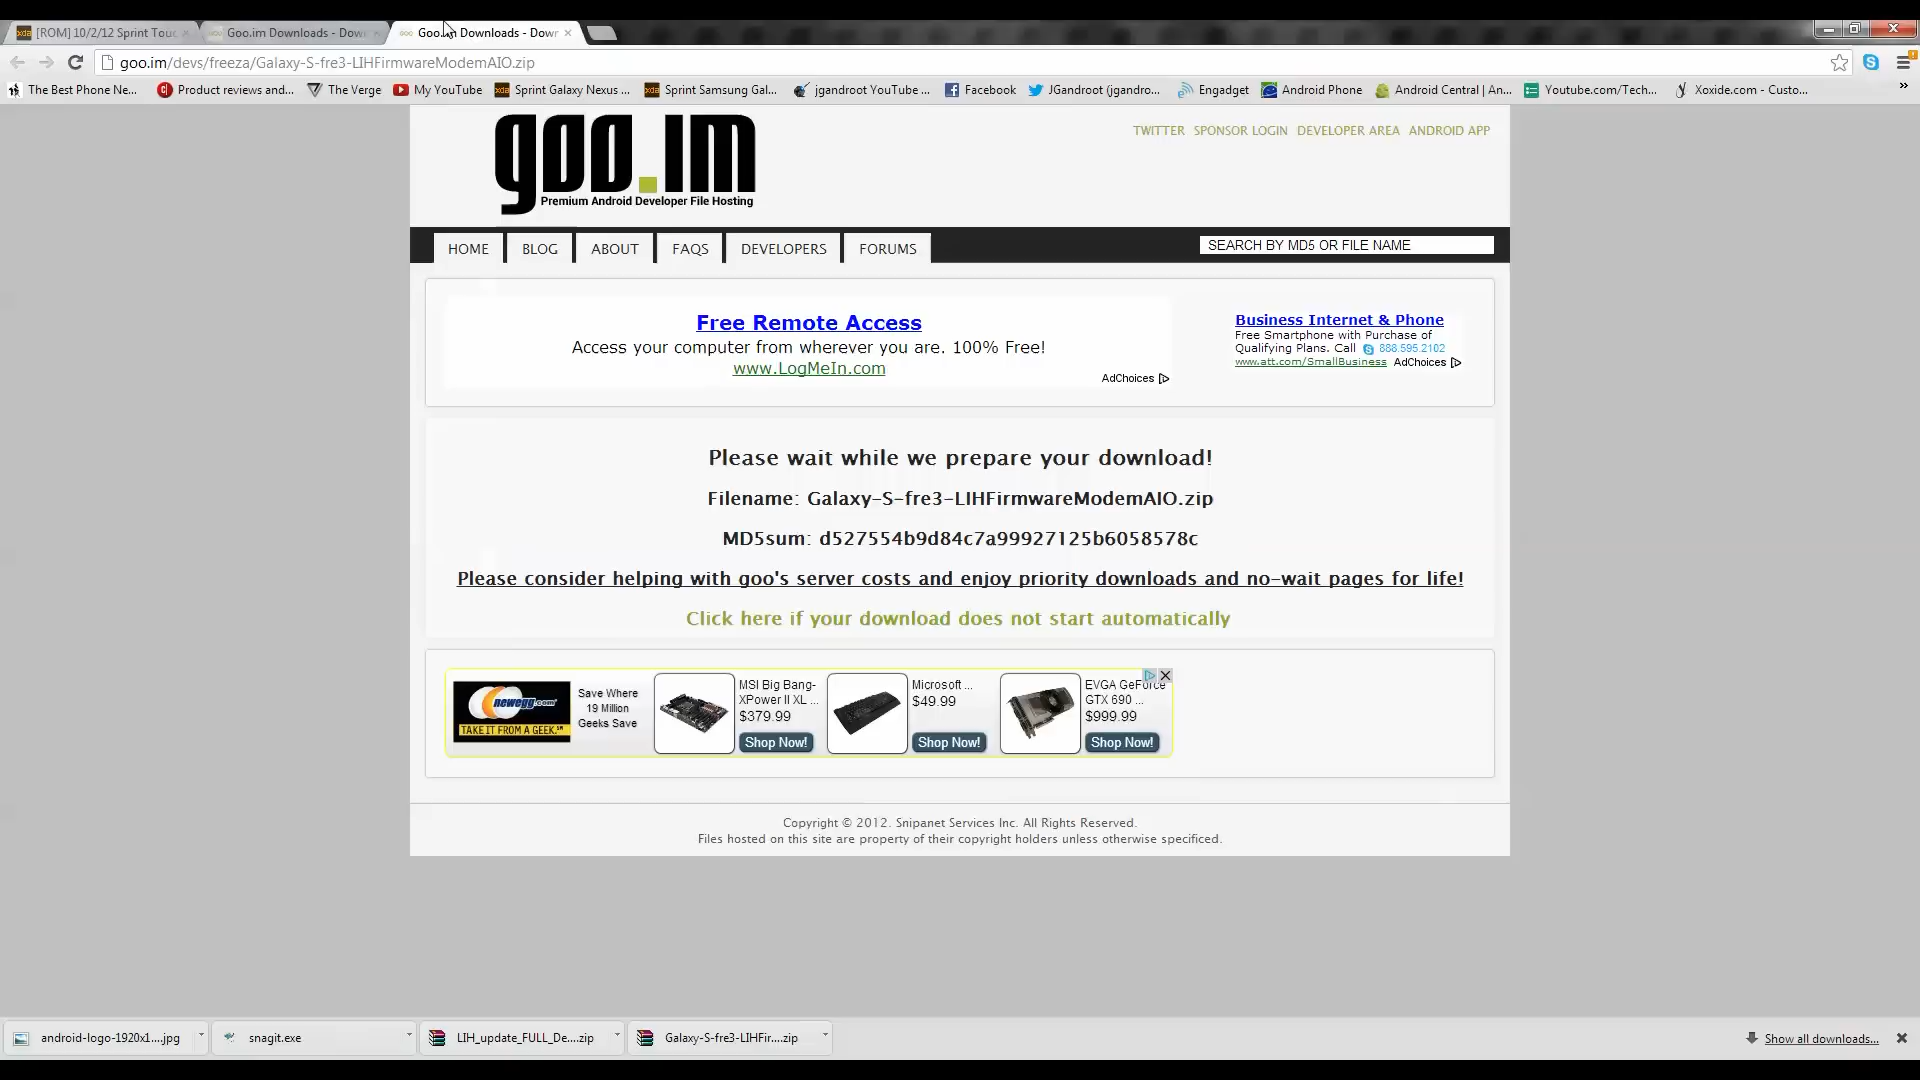 [ROM] 10/2/12 Sprint Touc
Goo.im Downloads - Dow
Goo.im Downloads - Dowr
goo.im/devs/freeza/Galaxy-S-fre3-LIHFirmwareModemAIO.zip
The Best Phone Ne...
Product reviews and...
The Verge
My YouTube
Sprint Galaxy Nexus ...
Sprint Samsung Gal...
jgandroot YouTube ...
Facebook
JGandroot (jgandro...
Engadget
Android Phone
Android Central | An...
Youtube.com/Tech...
Xoxide.com - Custo...
goo.im
Premium Android Developer File Hosting
TWITTER SPONSOR LOGIN DEVELOPER AREA ANDROID APP
HOME BLOG ABOUT FAQS DEVELOPERS FORUMS
SEARCH BY MD5 OR FILE NAME
Free Remote Access
Access your computer from wherever you are. 100% Free!
www.LogMeIn.com
AdChoices
Business Internet & Phone
Free Smartphone with Purchase of
Qualifying Plans. Call 888.595.2102
www.att.com/SmallBusiness AdChoices
Please wait while we prepare your download!
Filename: Galaxy-S-fre3-LIHFirmwareModemAIO.zip
MD5sum: d527554b9d84c7a99927125b6058578c
Please consider helping with goo's server costs and enjoy priority downloads and no-wait pages for life!
Click here if your download does not start automatically
newegg.com
TAKE IT FROM A GEEK.
Save Where
19 Million
Geeks Save
MSI Big Bang-
XPower II XL ...
$379.99
Shop Now!
Microsoft ...
$49.99
Shop Now!
EVGA GeForce
GTX 690 ...
$999.99
Shop Now!
Copyright © 2012. Snipanet Services Inc. All Rights Reserved.
Files hosted on this site are property of their copyright holders unless otherwise specificed.
android-logo-1920x1....jpg
snagit.exe
LIH_update_FULL_De....zip
Galaxy-S-fre3-LIHFir....zip
Show all downloads...